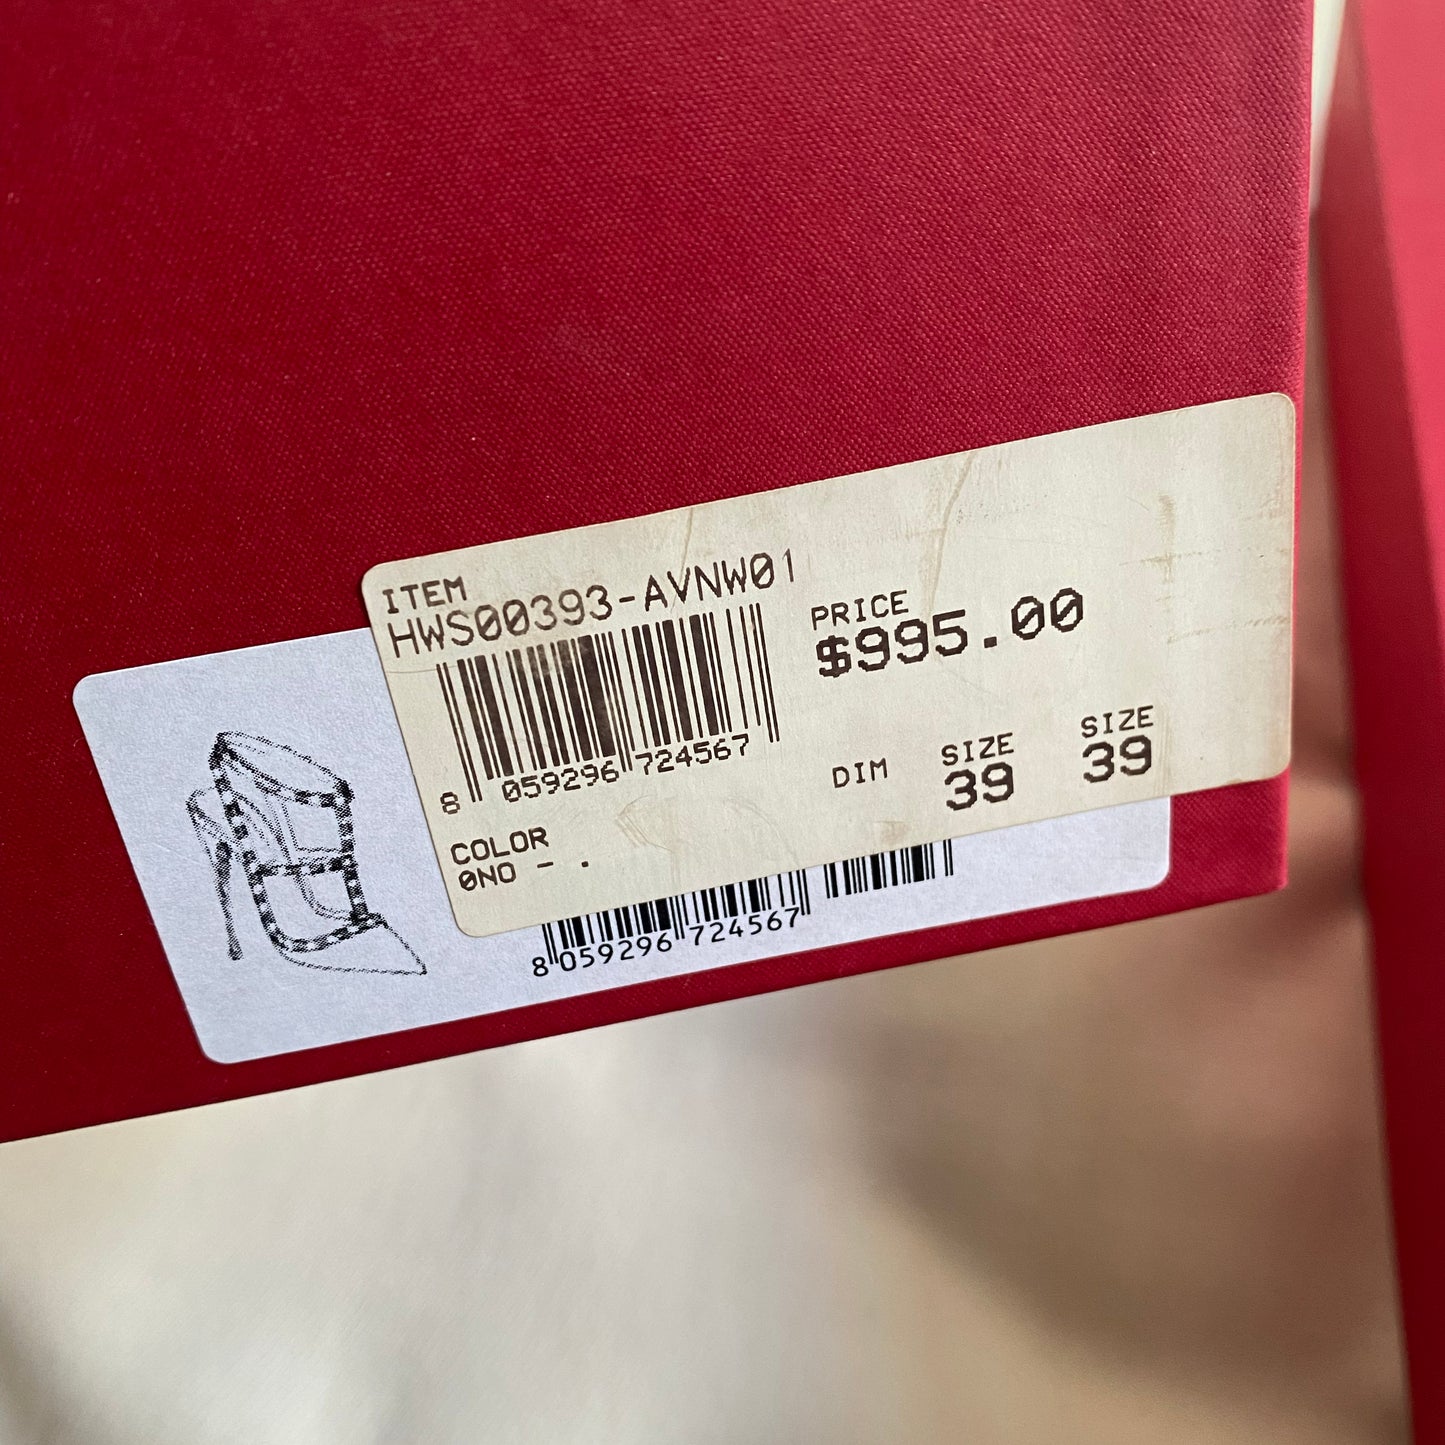 ITEM
HWS00393-AVNW01
PRICE
$995.00
8 059296 724567
DIM
SIZE
39
SIZE
39
COLOR
0NO - .
8 059296 724567